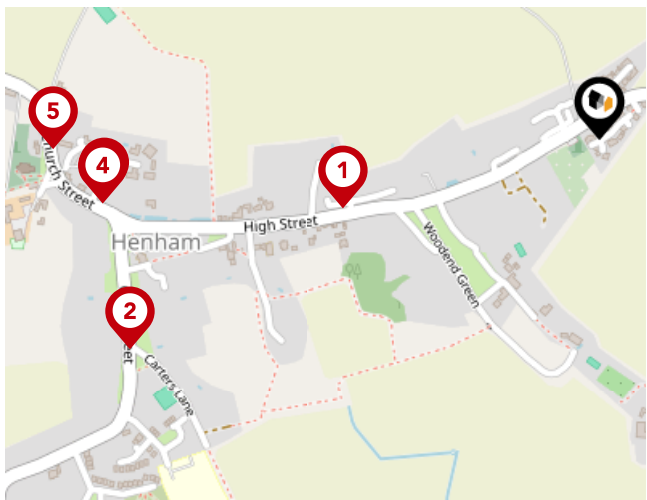 5
hurch Street
4
1
High Street
Henham
Woodend Green
2
eet
Carters Lane